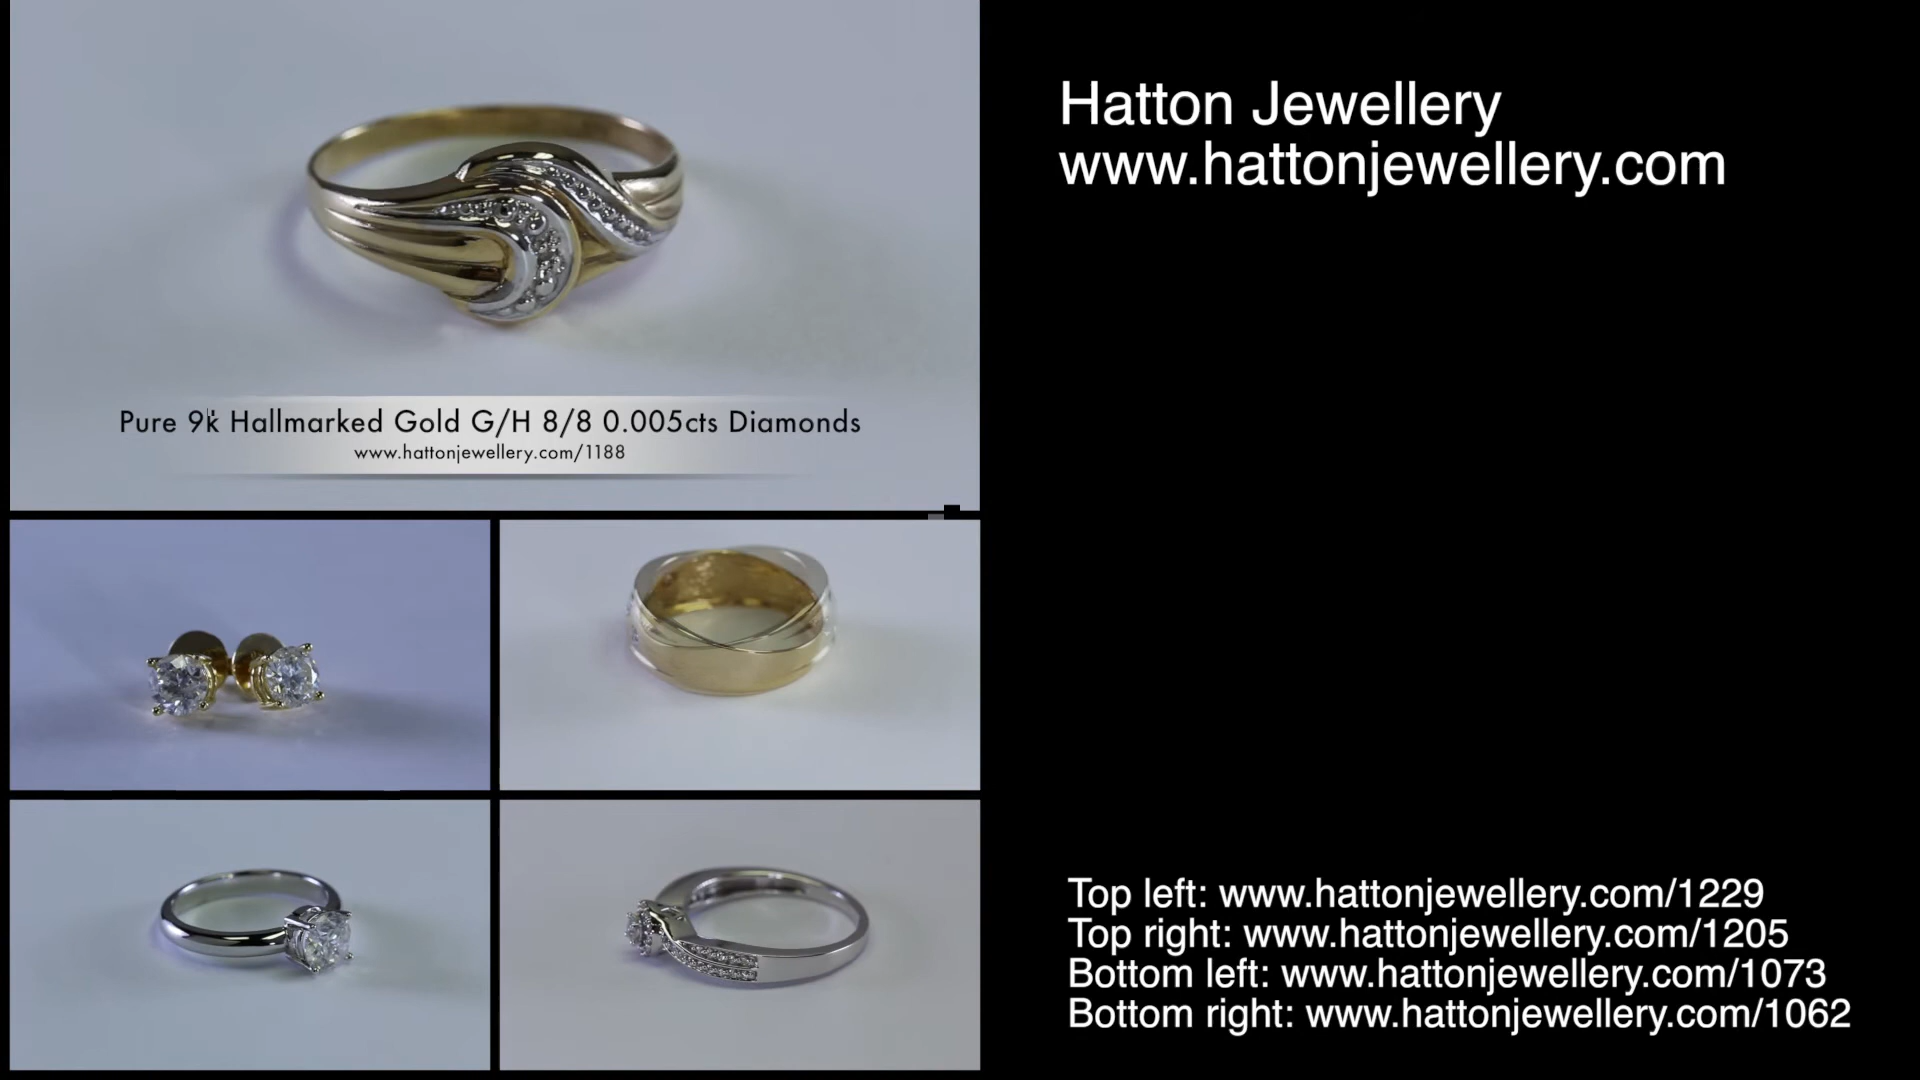 Hatton Jewellery
www.hattonjewellery.com
Pure 9k Hallmarked Gold G/H 8/8 0.005cts Diamonds
www.hattonjewellery.com/1188
Top left: www.hattonjewellery.com/1229
Top right: www.hattonjewellery.com/1205
Bottom left: www.hattonjewellery.com/1073
Bottom right: www.hattonjewellery.com/1062